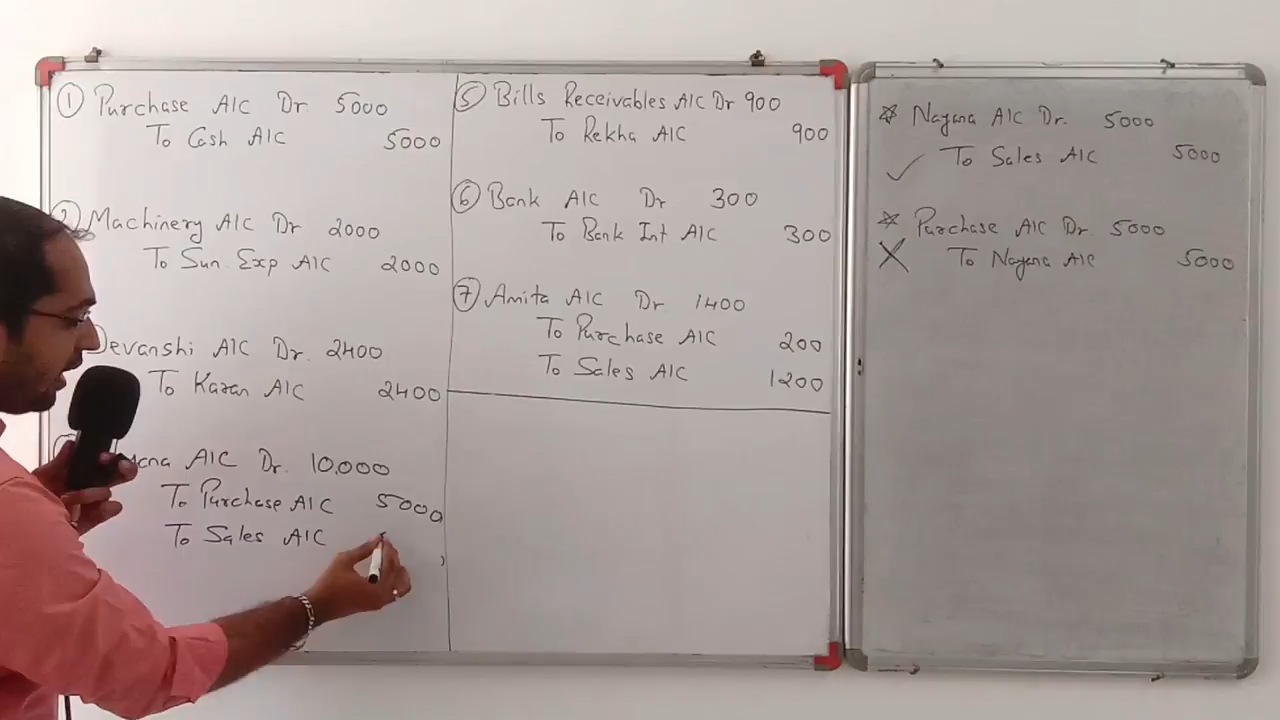 ① Purchase A/C Dr 5000
To Cash A/C 5000
② Machinery A/C Dr 2000
To Sun. Exp A/C 2000
Devanshi A/C Dr. 2400
To Karan A/C 2400
A/C Dr. 10,000
To Purchase A/C 5000
To Sales A/C
⑤ Bills Receivables A/C Dr 900
To Rekha A/C 900
⑥ Bank A/C Dr 300
To Bank Int A/C 300
⑦ Amita A/C Dr 1400
To Purchase A/C 200
To Sales A/C 1200
☆ Nayana A/C Dr. 5000
✓ To Sales A/C 5000
☆ Purchase A/C Dr. 5000
X To Nayana A/C 5000